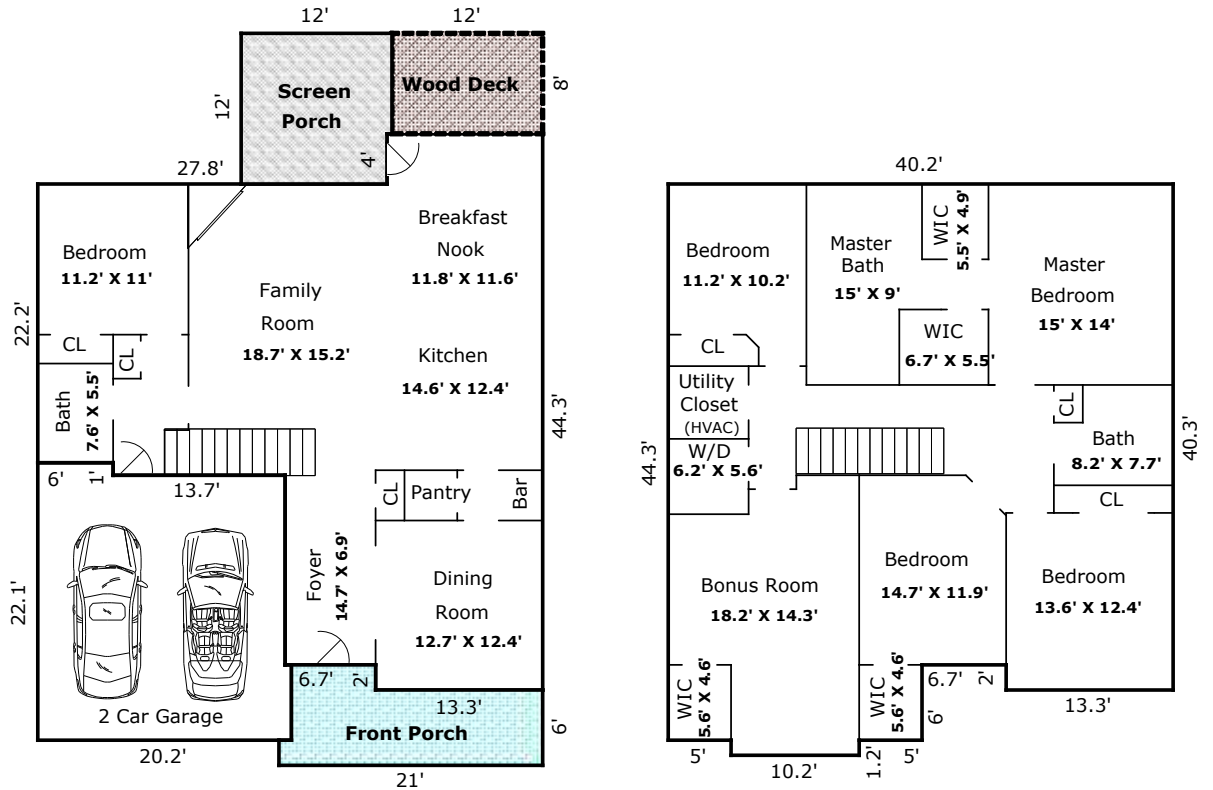 12'
12'
Screen
Porch
Wood Deck
8'
12'
4'
27.8'
Bedroom
11.2' X 11'
Breakfast
Nook
11.8' X 11.6'
Family
Room
18.7' X 15.2'
22.2'
CL
CL
Kitchen
14.6' X 12.4'
Bath
7.6' X 5.5'
44.3'
6'
1'
13.7'
CL
Pantry
Bar
Foyer
14.7' X 6.9'
Dining
Room
12.7' X 12.4'
22.1'
6.7'
2'
2 Car Garage
13.3'
Front Porch
6'
20.2'
21'
40.2'
Bedroom
11.2' X 10.2'
Master
Bath
15' X 9'
WIC
5.5' X 4.9'
Master
Bedroom
15' X 14'
WIC
6.7' X 5.5'
CL
Utility
Closet
(HVAC)
W/D
6.2' X 5.6'
44.3'
CL
Bath
8.2' X 7.7'
40.3'
CL
Bonus Room
18.2' X 14.3'
Bedroom
14.7' X 11.9'
Bedroom
13.6' X 12.4'
WIC
5.6' X 4.6'
WIC
5.6' X 4.6'
6.7'
2'
6'
13.3'
5'
10.2'
1.2'
5'